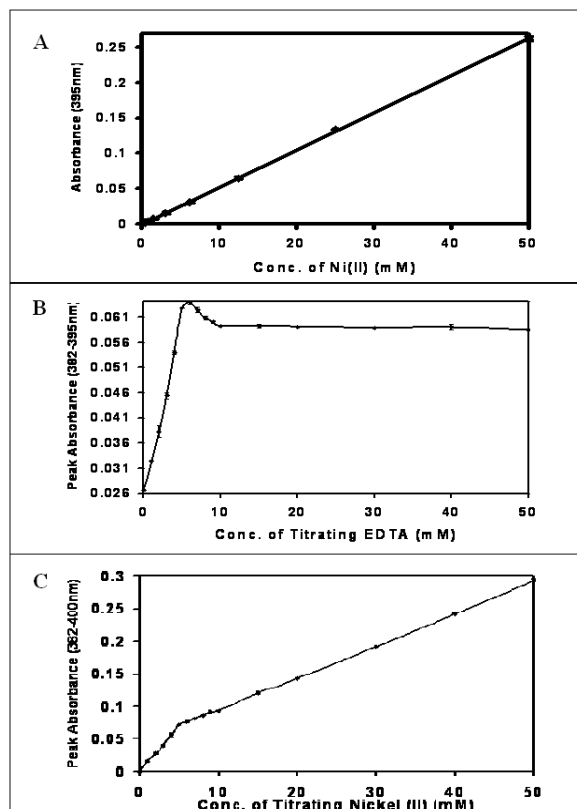 A
Absorbance (395nm)
0.25
0.2
0.15
0.1
0.05
0
0 10 20 30 40 50
Conc. of Ni(II) (mM)
B
Peak Absorbance (382-395nm)
0.061
0.056
0.046
0.041
0.036
0.031
0.026
0 10 20 30 40 50
Conc. of Titrating EDTA (mM)
C
Peak Absorbance (382-400nm)
0.3
0.25
0.2
0.15
0.1
0.05
0
0 10 20 30 40 50
Conc. of Titrating Nickel (II) (mM)